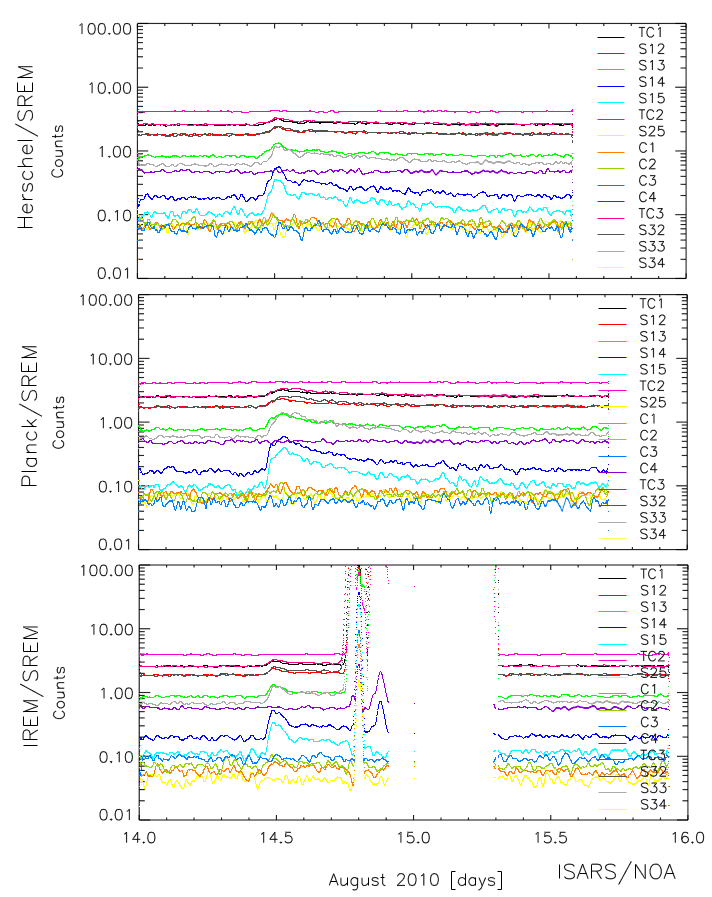 Herschel/SREM
Counts
100.00
10.00
1.00
0.10
0.01
TC1
S12
S13
S14
S15
TC2
S25
C1
C2
C3
C4
TC3
S32
S33
S34
Planck/SREM
Counts
100.00
10.00
1.00
0.10
0.01
TC1
S12
S13
S14
S15
TC2
S25
C1
C2
C3
C4
TC3
S32
S33
S34
IREM/SREM
Counts
100.00
10.00
1.00
0.10
0.01
TC1
S12
S13
S14
S15
TC2
S25
C1
C2
C3
C4
TC3
S32
S33
S34
14.0
14.5
15.0
15.5
16.0
August 2010 [days]
ISARS/NOA